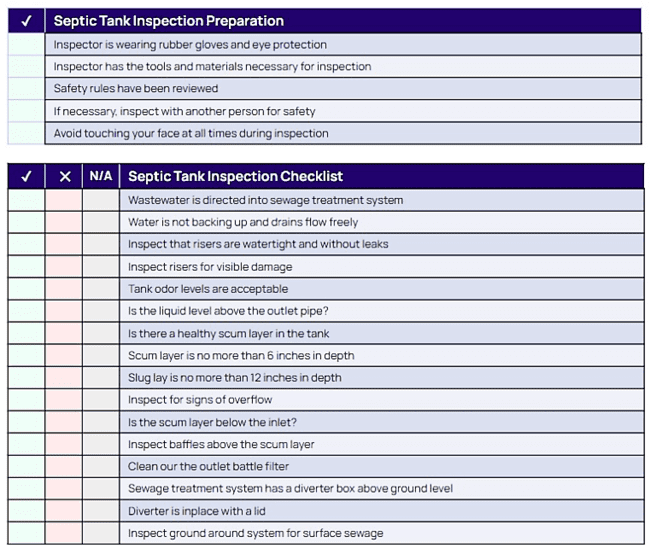 ✓ Septic Tank Inspection Preparation
Inspector is wearing rubber gloves and eye protection
Inspector has the tools and materials necessary for inspection
Safety rules have been reviewed
If necessary, inspect with another person for safety
Avoid touching your face at all times during inspection
✓ ✕ N/A Septic Tank Inspection Checklist
Wastewater is directed into sewage treatment system
Water is not backing up and drains flow freely
Inspect that risers are watertight and without leaks
Inspect risers for visible damage
Tank odor levels are acceptable
Is the liquid level above the outlet pipe?
Is there a healthy scum layer in the tank
Scum layer is no more than 6 inches in depth
Slug lay is no more than 12 inches in depth
Inspect for signs of overflow
Is the scum layer below the inlet?
Inspect baffles above the scum layer
Clean our the outlet battle filter
Sewage treatment system has a diverter box above ground level
Diverter is inplace with a lid
Inspect ground around system for surface sewage